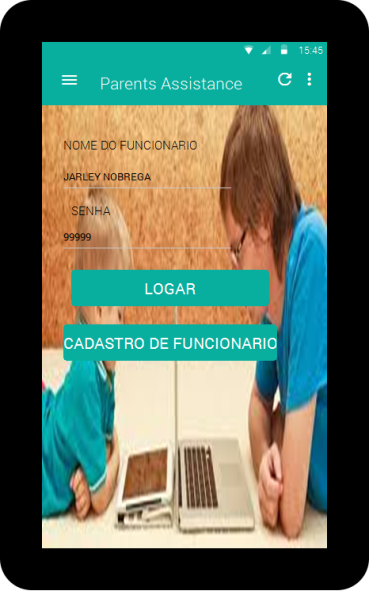 15:45
Parents Assistance
NOME DO FUNCIONARIO
JARLEY NOBREGA
SENHA
99999
LOGAR
CADASTRO DE FUNCIONARIO